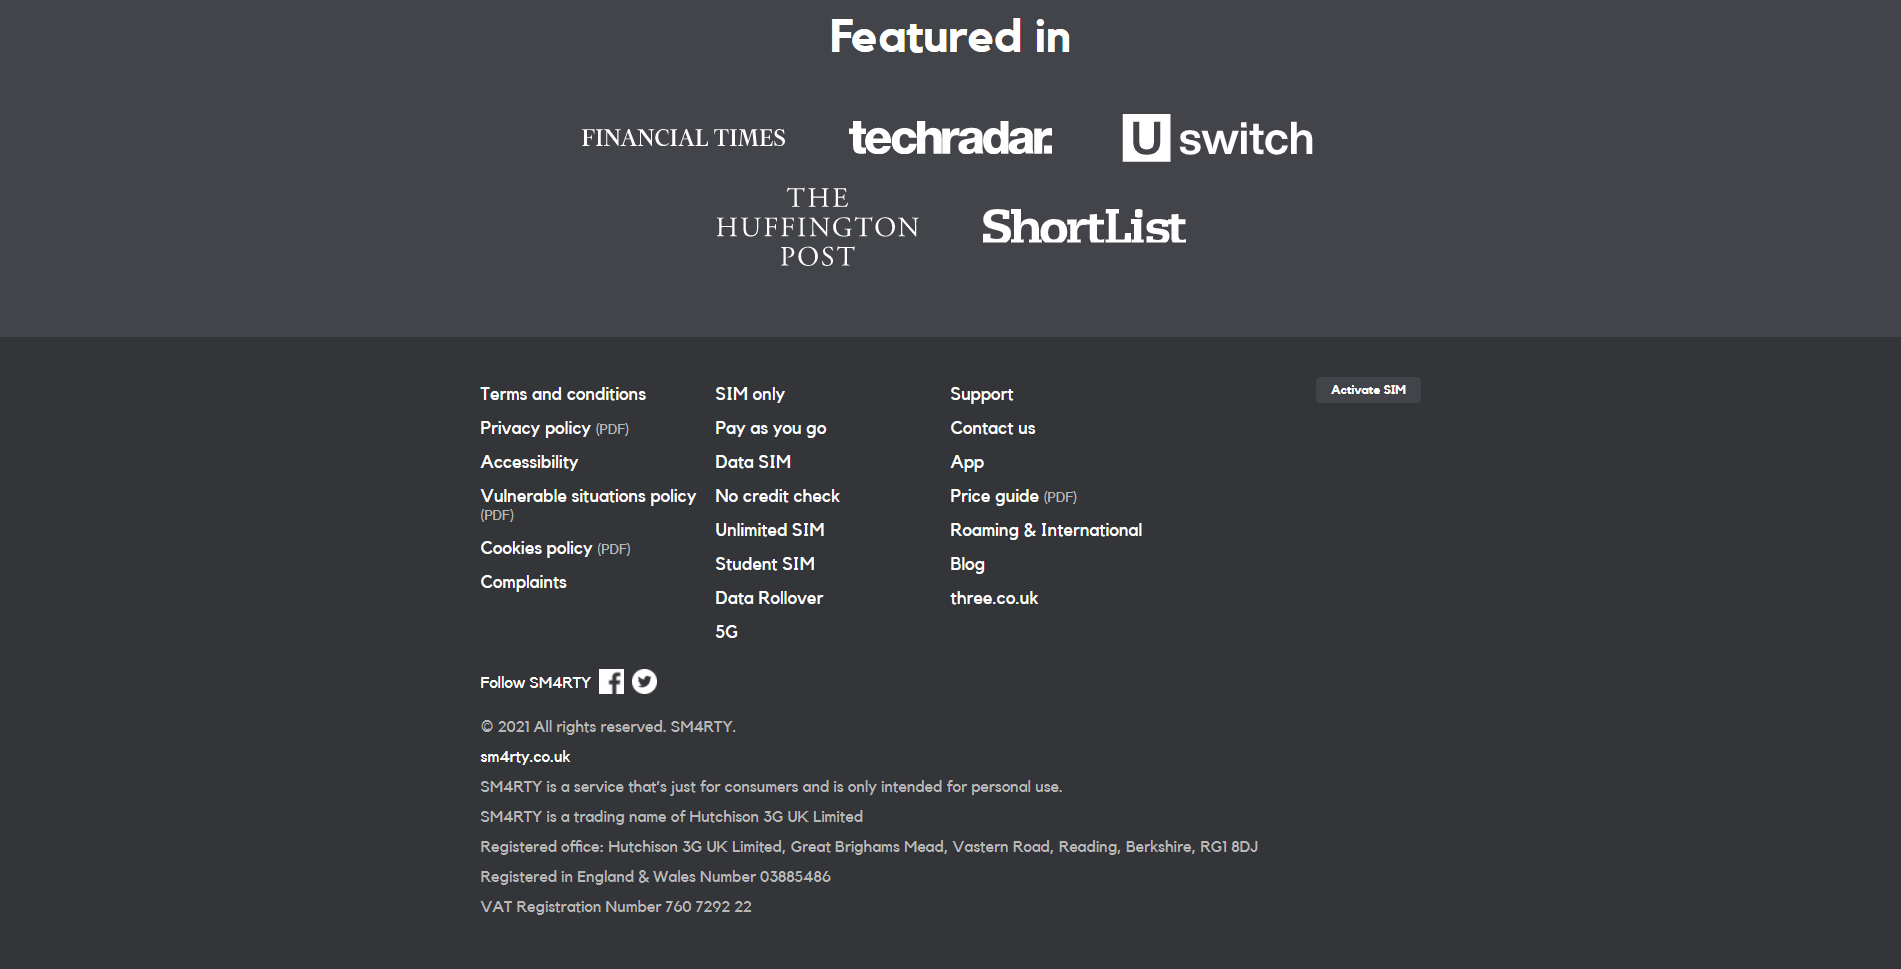 Featured in
FINANCIAL TIMES
techradar.
U switch
THE
HUFFINGTON
POST
ShortList
Terms and conditions
Privacy policy (PDF)
Accessibility
Vulnerable situations policy
(PDF)
Cookies policy (PDF)
Complaints
SIM only
Pay as you go
Data SIM
No credit check
Unlimited SIM
Student SIM
Data Rollover
5G
Support
Contact us
App
Price guide (PDF)
Roaming & International
Blog
three.co.uk
Activate SIM
Follow SM4RTY
© 2021 All rights reserved. SM4RTY.
sm4rty.co.uk
SM4RTY is a service that's just for consumers and is only intended for personal use.
SM4RTY is a trading name of Hutchison 3G UK Limited
Registered office: Hutchison 3G UK Limited, Great Brighams Mead, Vastern Road, Reading, Berkshire, RG1 8DJ
Registered in England & Wales Number 03885486
VAT Registration Number 760 7292 22